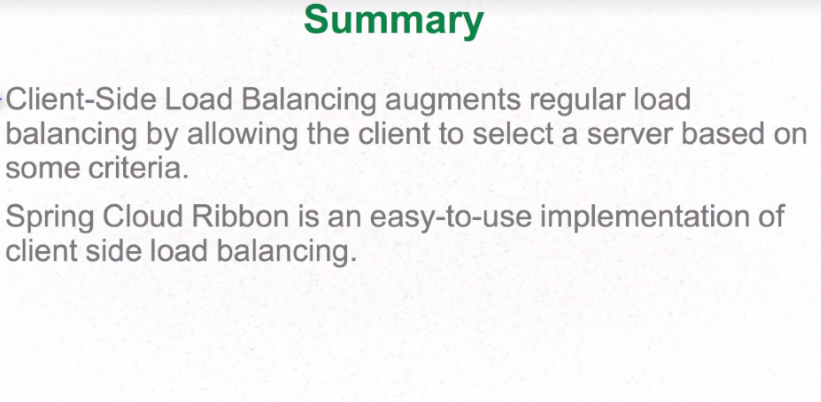 Summary
Client-Side Load Balancing augments regular load
balancing by allowing the client to select a server based on
some criteria.
Spring Cloud Ribbon is an easy-to-use implementation of
client side load balancing.